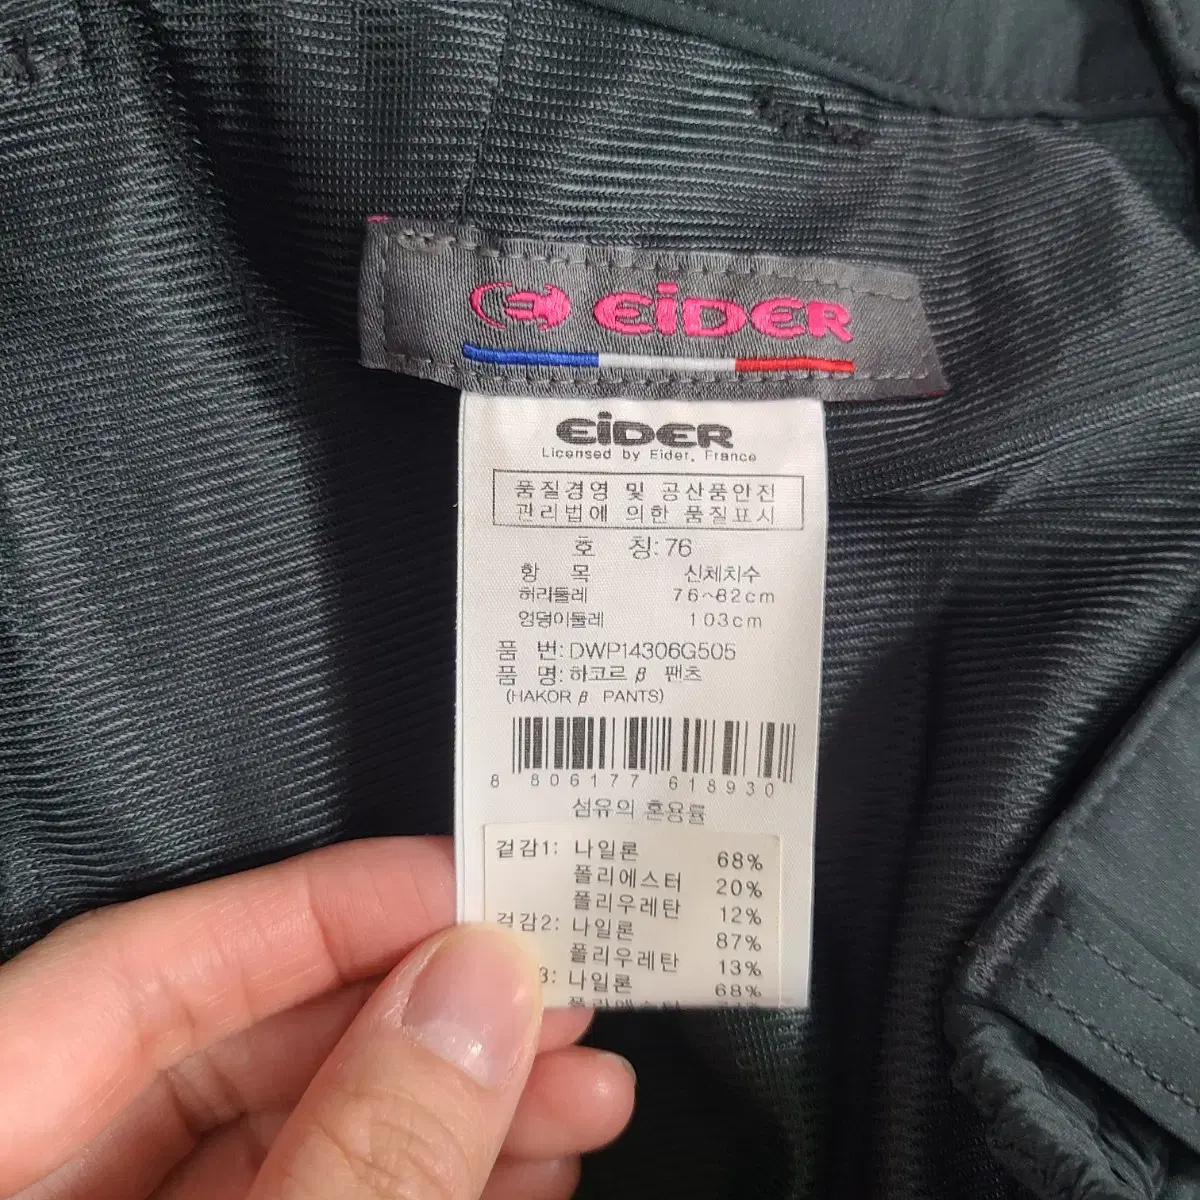 EiDER
EiDER
Licensed by Eider, France
품질경영 및 공산품안전
관리법에 의한 품질표시
호 칭: 76
항 목 신체치수
허리둘레 76~82cm
엉덩이둘레 103cm
품 번: DWP14306G505
품 명: 하코르 β 팬츠
(HAKOR β PANTS)
8 806177 618930
섬유의 혼용률
겉감1: 나일론 68%
폴리에스터 20%
폴리우레탄 12%
겉감2: 나일론 87%
폴리우레탄 13%
3: 나일론 68%